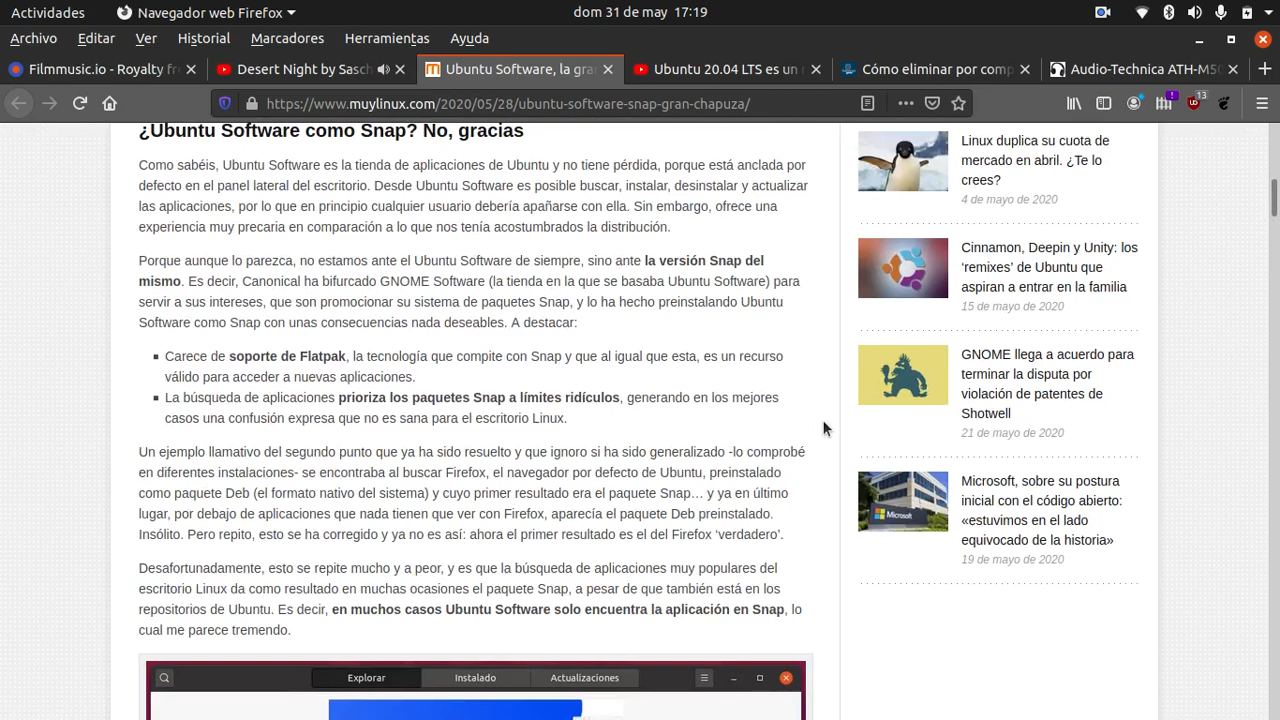 Actividades
Navegador web Firefox
dom 31 de may 17:19
Archivo Editar Ver Historial Marcadores Herramientas Ayuda
Filmmusic.io - Royalty fr
Desert Night by Sasch
Ubuntu Software, la gra
Ubuntu 20.04 LTS es un r
Cómo eliminar por comp
Audio-Technica ATH-M50
https://www.muylinux.com/2020/05/28/ubuntu-software-snap-gran-chapuza/
13
¿Ubuntu Software como Snap? No, gracias
Como sabéis, Ubuntu Software es la tienda de aplicaciones de Ubuntu y no tiene pérdida, porque está anclada por
defecto en el panel lateral del escritorio. Desde Ubuntu Software es posible buscar, instalar, desinstalar y actualizar
las aplicaciones, por lo que en principio cualquier usuario debería apañarse con ella. Sin embargo, ofrece una
experiencia muy precaria en comparación a lo que nos tenía acostumbrados la distribución.
Porque aunque lo parezca, no estamos ante el Ubuntu Software de siempre, sino ante la versión Snap del
mismo. Es decir, Canonical ha bifurcado GNOME Software (la tienda en la que se basaba Ubuntu Software) para
servir a sus intereses, que son promocionar su sistema de paquetes Snap, y lo ha hecho preinstalando Ubuntu
Software como Snap con unas consecuencias nada deseables. A destacar:
Carece de soporte de Flatpak, la tecnología que compite con Snap y que al igual que esta, es un recurso
válido para acceder a nuevas aplicaciones.
La búsqueda de aplicaciones prioriza los paquetes Snap a límites ridículos, generando en los mejores
casos una confusión expresa que no es sana para el escritorio Linux.
Un ejemplo llamativo del segundo punto que ya ha sido resuelto y que ignoro si ha sido generalizado -lo comprobé
en diferentes instalaciones- se encontraba al buscar Firefox, el navegador por defecto de Ubuntu, preinstalado
como paquete Deb (el formato nativo del sistema) y cuyo primer resultado era el paquete Snap… y ya en último
lugar, por debajo de aplicaciones que nada tienen que ver con Firefox, aparecía el paquete Deb preinstalado.
Insólito. Pero repito, esto se ha corregido y ya no es así: ahora el primer resultado es el del Firefox ‘verdadero’.
Desafortunadamente, esto se repite mucho y a peor, y es que la búsqueda de aplicaciones muy populares del
escritorio Linux da como resultado en muchas ocasiones el paquete Snap, a pesar de que también está en los
repositorios de Ubuntu. Es decir, en muchos casos Ubuntu Software solo encuentra la aplicación en Snap, lo
cual me parece tremendo.
Explorar Instalado Actualizaciones
Linux duplica su cuota de
mercado en abril. ¿Te lo
crees?
4 de mayo de 2020
Cinnamon, Deepin y Unity: los
‘remixes’ de Ubuntu que
aspiran a entrar en la familia
15 de mayo de 2020
GNOME llega a acuerdo para
terminar la disputa por
violación de patentes de
Shotwell
21 de mayo de 2020
Microsoft
Microsoft, sobre su postura
inicial con el código abierto:
«estuvimos en el lado
equivocado de la historia»
19 de mayo de 2020